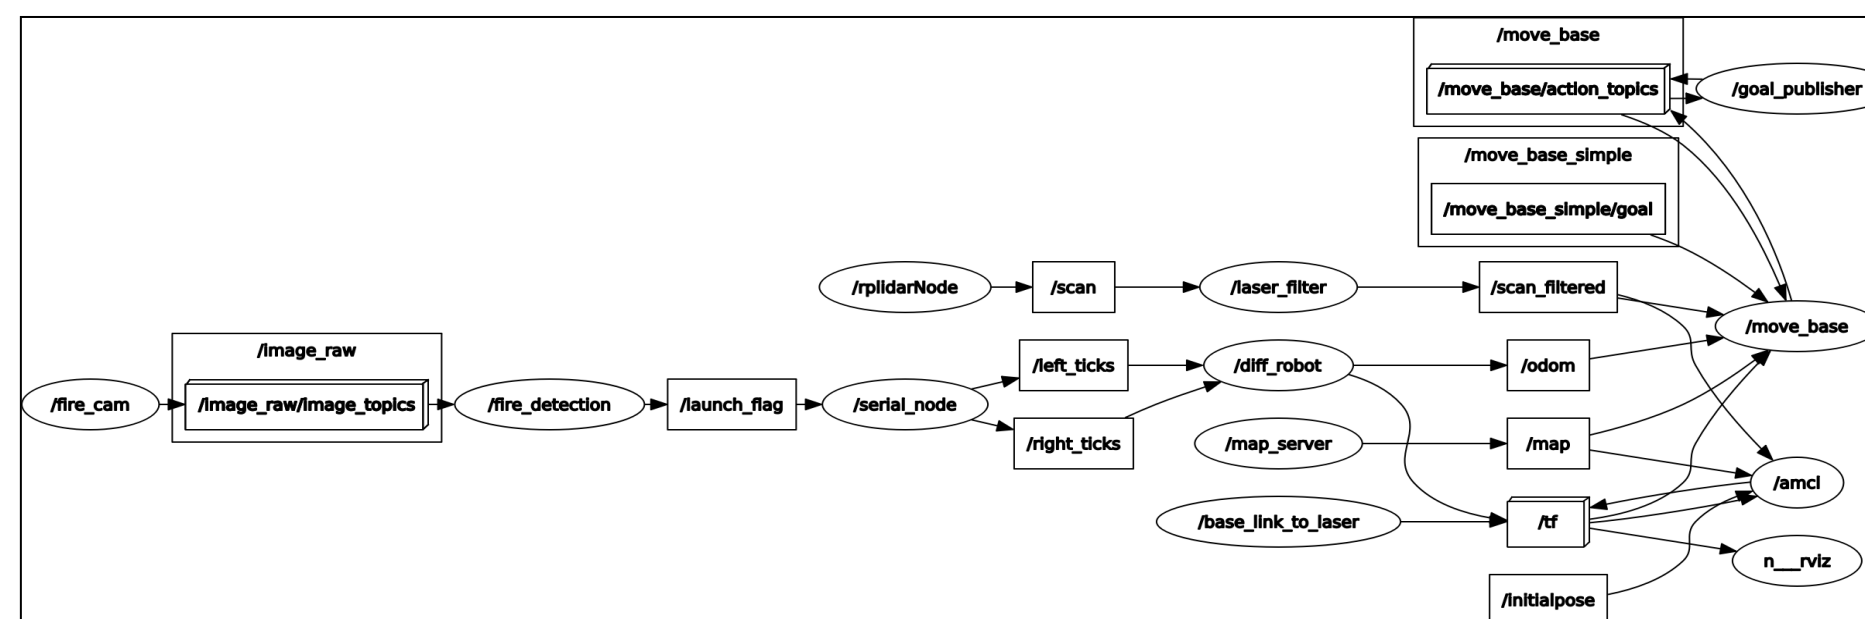 /move_base
/move_base/action_topics
/goal_publisher
/move_base_simple
/move_base_simple/goal
/rplidarNode
/scan
/laser_filter
/scan_filtered
/move_base
/image_raw
/left_ticks
/diff_robot
/odom
/fire_cam
/image_raw/image_topics
/fire_detection
/launch_flag
/serial_node
/right_ticks
/map_server
/map
/amcl
/base_link_to_laser
/tf
n___rviz
/initialpose